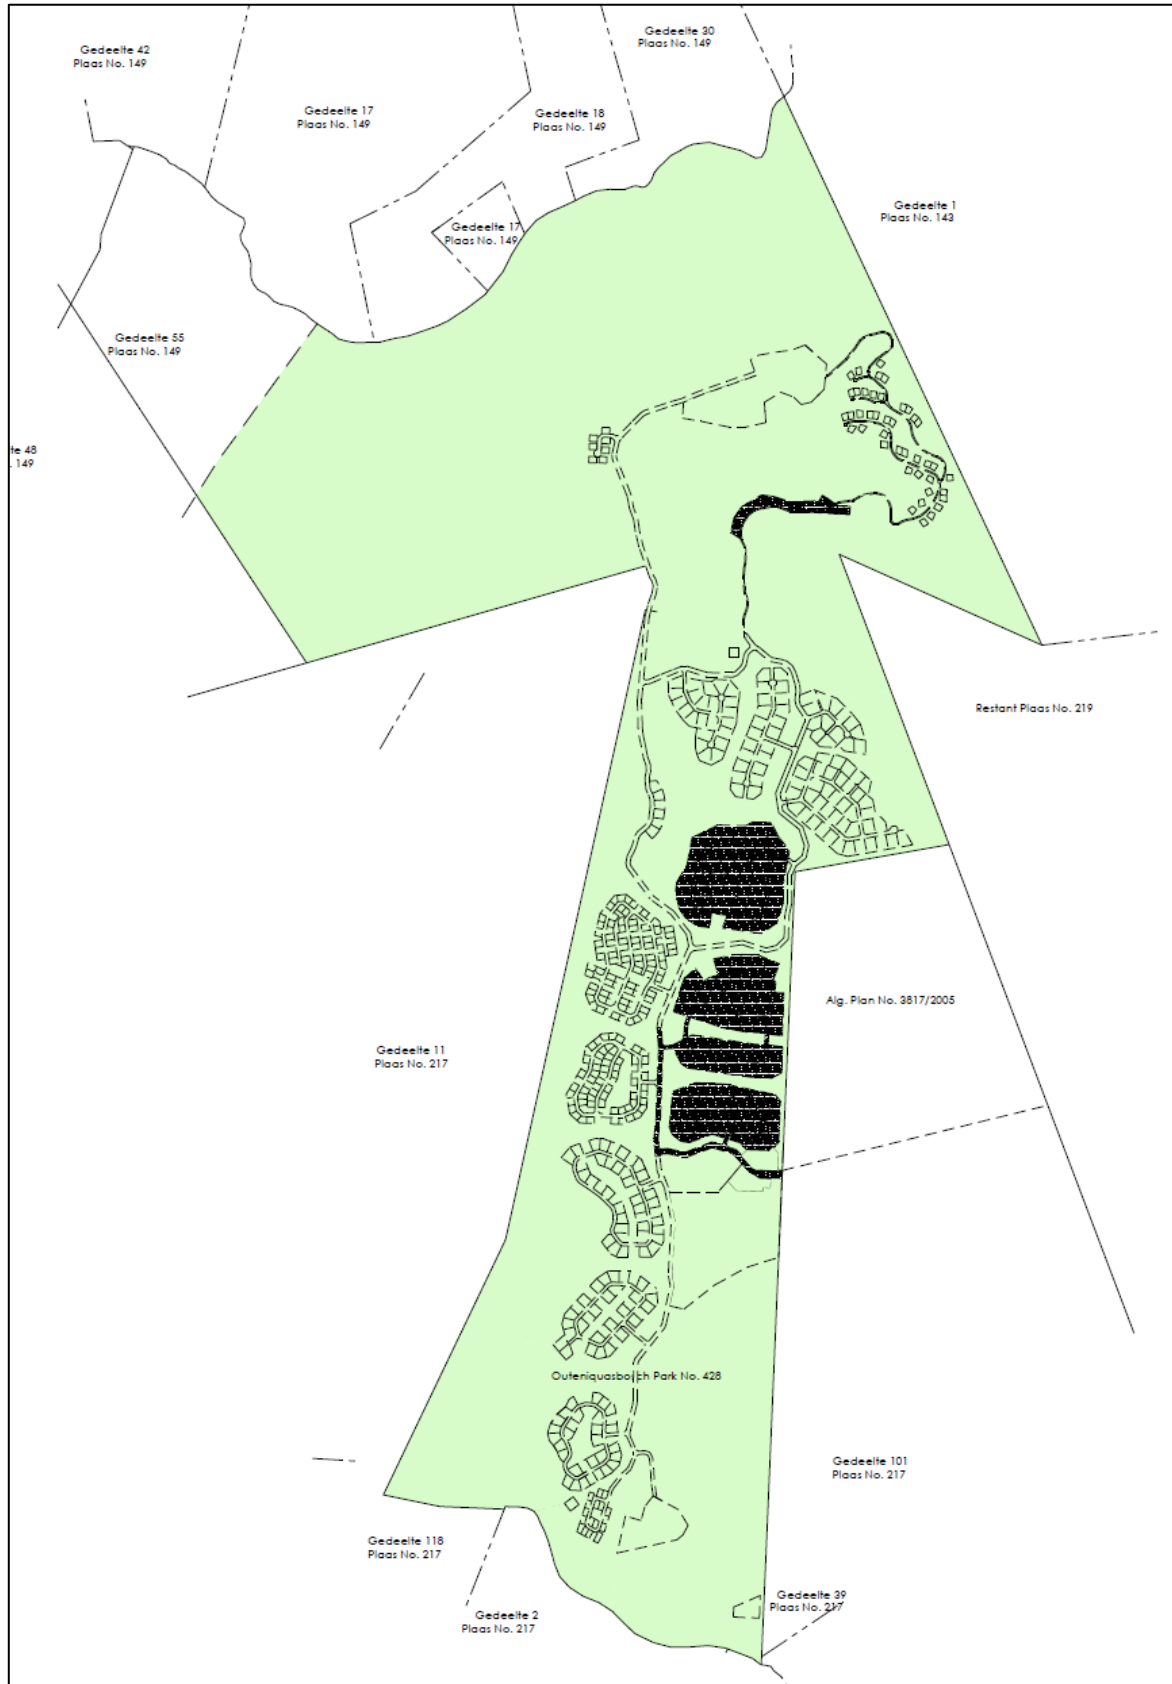 Gedeelte 42
Plaas No. 149
Gedeelte 30
Plaas No. 149
Gedeelte 17
Plaas No. 149
Gedeelte 18
Plaas No. 149
Gedeelte 1
Plaas No. 143
Gedeelte 17
Plaas No. 149
Gedeelte 55
Plaas No. 149
te 48
. 149
Restant Plaas No. 219
Alg. Plan No. 3817/2005
Gedeelte 11
Plaas No. 217
Outeniquasbosch Park No. 428
Gedeelte 101
Plaas No. 217
Gedeelte 118
Plaas No. 217
Gedeelte 39
Plaas No. 217
Gedeelte 2
Plaas No. 217